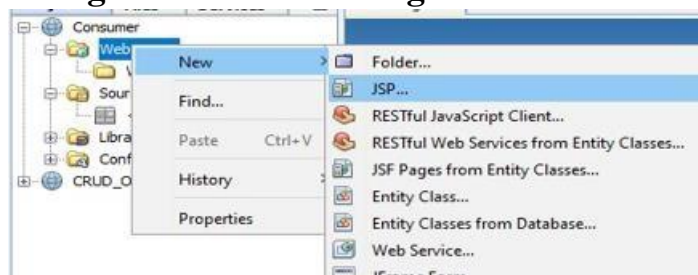 Consumer
Web
New
Folder...
JSP...
Sour
Find...
RESTful JavaScript Client...
Libra
Paste Ctrl+V
RESTful Web Services from Entity Classes...
Conf
JSF Pages from Entity Classes...
CRUD_O
History
Entity Class...
Properties
Entity Classes from Database...
Web Service...